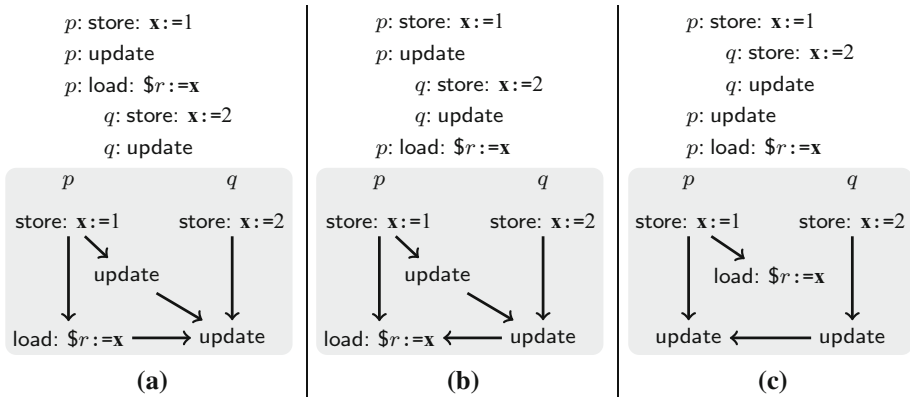 p: store: x:=1
p: update
p: load: $r:=x
q: store: x:=2
q: update
p q
store: x:=1 store: x:=2
update
load: $r:=x update
(a)
p: store: x:=1
p: update
q: store: x:=2
q: update
p: load: $r:=x
p q
store: x:=1 store: x:=2
update
load: $r:=x update
(b)
p: store: x:=1
q: store: x:=2
q: update
p: update
p: load: $r:=x
p q
store: x:=1 store: x:=2
load: $r:=x
update update
(c)